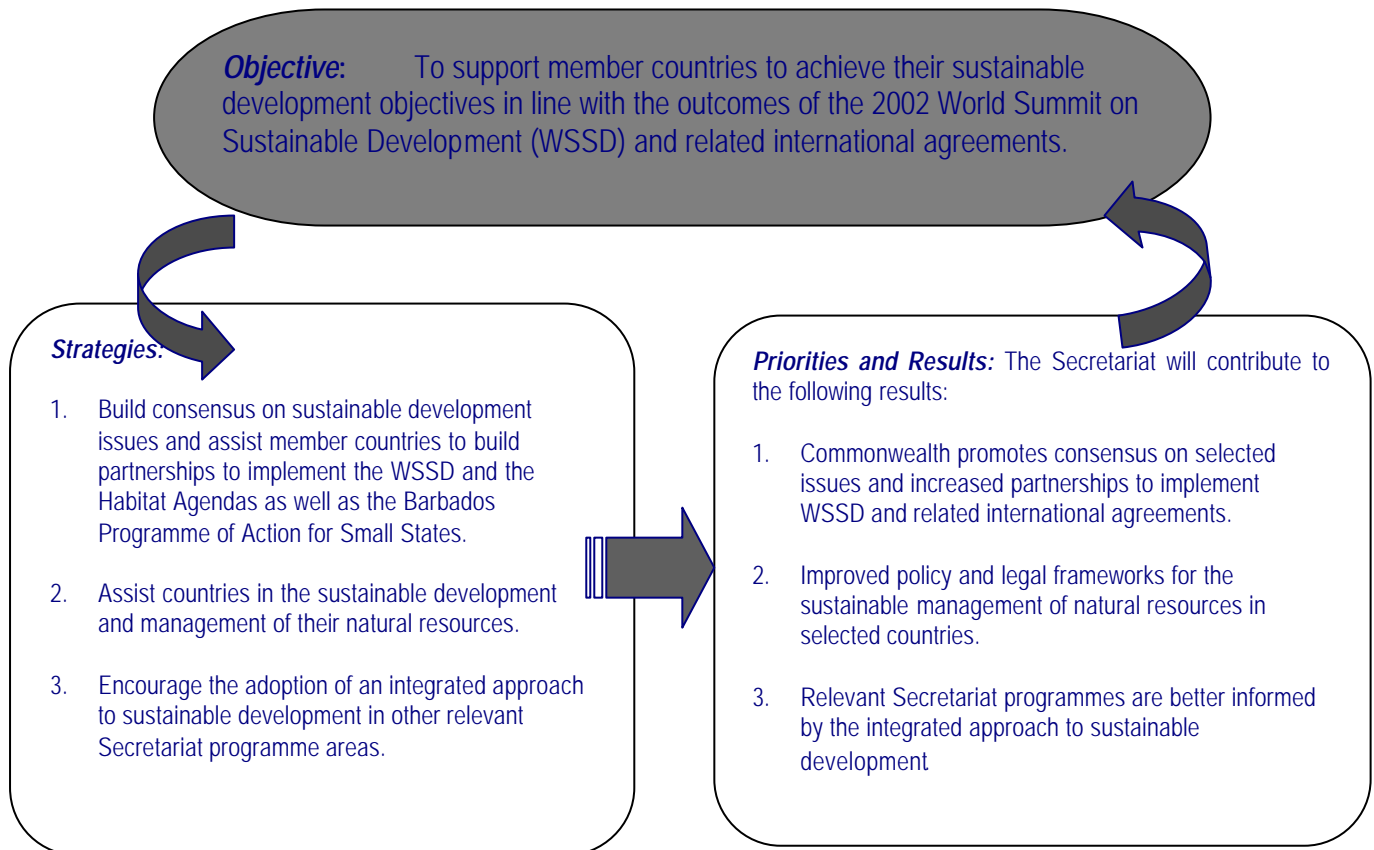 Objective: To support member countries to achieve their sustainable
development objectives in line with the outcomes of the 2002 World Summit on
Sustainable Development (WSSD) and related international agreements.
Strategies:
1. Build consensus on sustainable development
issues and assist member countries to build
partnerships to implement the WSSD and the
Habitat Agendas as well as the Barbados
Programme of Action for Small States.
2. Assist countries in the sustainable development
and management of their natural resources.
3. Encourage the adoption of an integrated approach
to sustainable development in other relevant
Secretariat programme areas.
Priorities and Results: The Secretariat will contribute to
the following results:
1. Commonwealth promotes consensus on selected
issues and increased partnerships to implement
WSSD and related international agreements.
2. Improved policy and legal frameworks for the
sustainable management of natural resources in
selected countries.
3. Relevant Secretariat programmes are better informed
by the integrated approach to sustainable
development.